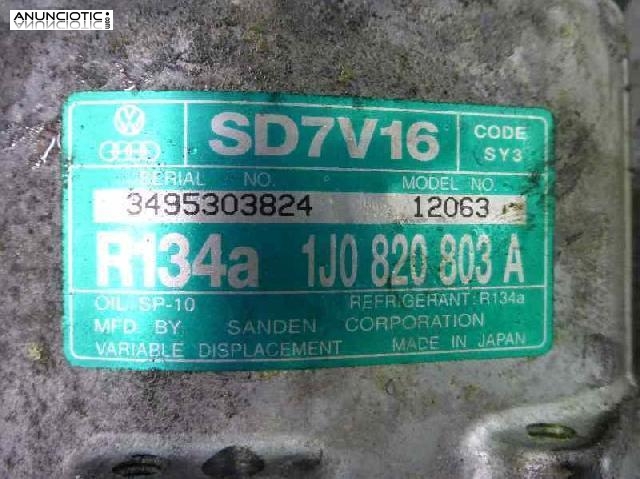 ANUNCIOTIC.com
SD7V16
CODE
SY3
SERIAL NO.
MODEL NO.
3495303824
12063
R134a
1J0 820 803 A
OIL: SP-10
REFRIGERANT: R134a
MFD. BY SANDEN CORPORATION
VARIABLE DISPLACEMENT
MADE IN JAPAN